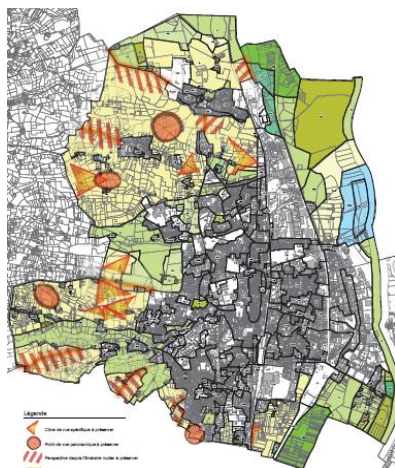 Légende
Cône de vue spécifique à préserver
Point de vue panoramique à préserver
Perspective depuis l'itinéraire routier à préserver